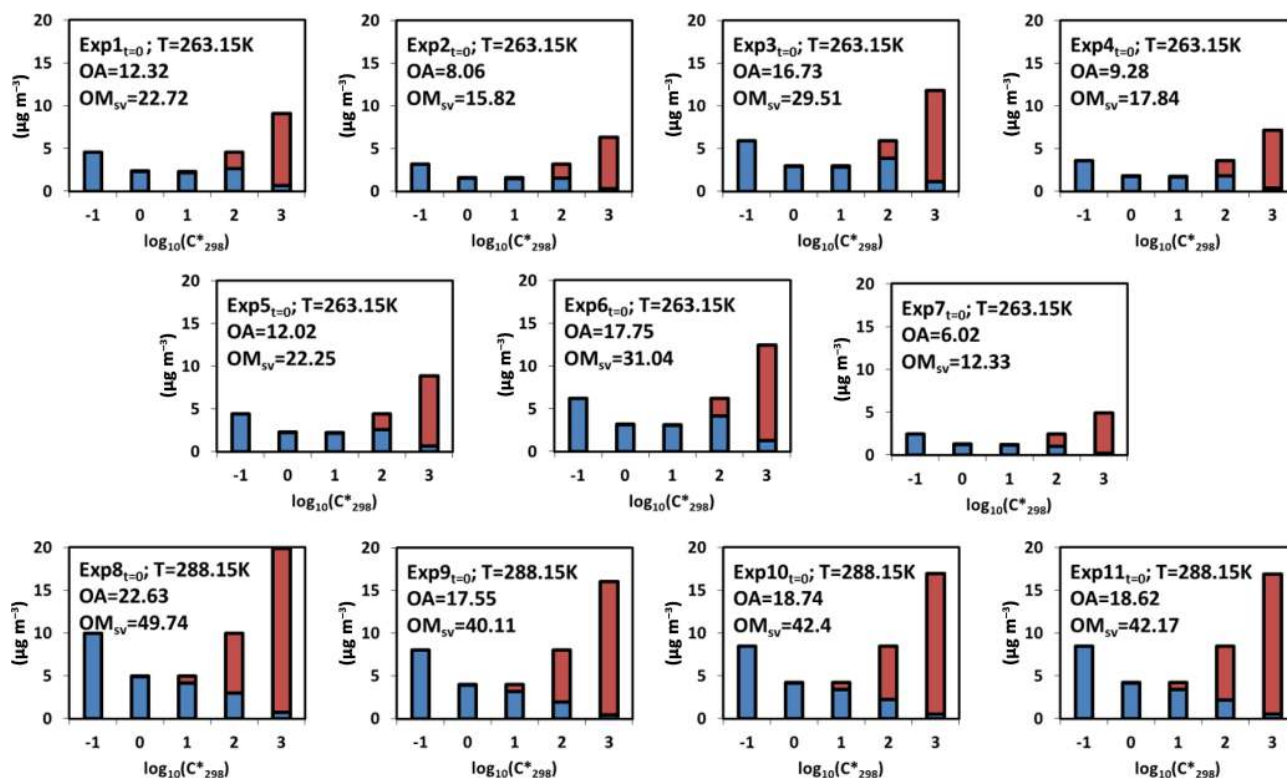 Exp1t=0; T=263.15K
OA=12.32
OMsv=22.72
(μg m⁻³)
20
15
10
5
0
-1 0 1 2 3
log10(C*298)
Exp2t=0; T=263.15K
OA=8.06
OMsv=15.82
(μg m⁻³)
20
15
10
5
0
-1 0 1 2 3
log10(C*298)
Exp3t=0; T=263.15K
OA=16.73
OMsv=29.51
(μg m⁻³)
20
15
10
5
0
-1 0 1 2 3
log10(C*298)
Exp4t=0; T=263.15K
OA=9.28
OMsv=17.84
(μg m⁻³)
20
15
10
5
0
-1 0 1 2 3
log10(C*298)
Exp5t=0; T=263.15K
OA=12.02
OMsv=22.25
(μg m⁻³)
20
15
10
5
0
-1 0 1 2 3
log10(C*298)
Exp6t=0; T=263.15K
OA=17.75
OMsv=31.04
(μg m⁻³)
20
15
10
5
0
-1 0 1 2 3
log10(C*298)
Exp7t=0; T=263.15K
OA=6.02
OMsv=12.33
(μg m⁻³)
20
15
10
5
0
-1 0 1 2 3
log10(C*298)
Exp8t=0; T=288.15K
OA=22.63
OMsv=49.74
(μg m⁻³)
20
15
10
5
0
-1 0 1 2 3
log10(C*298)
Exp9t=0; T=288.15K
OA=17.55
OMsv=40.11
(μg m⁻³)
20
15
10
5
0
-1 0 1 2 3
log10(C*298)
Exp10t=0; T=288.15K
OA=18.74
OMsv=42.4
(μg m⁻³)
20
15
10
5
0
-1 0 1 2 3
log10(C*298)
Exp11t=0; T=288.15K
OA=18.62
OMsv=42.17
(μg m⁻³)
20
15
10
5
0
-1 0 1 2 3
log10(C*298)